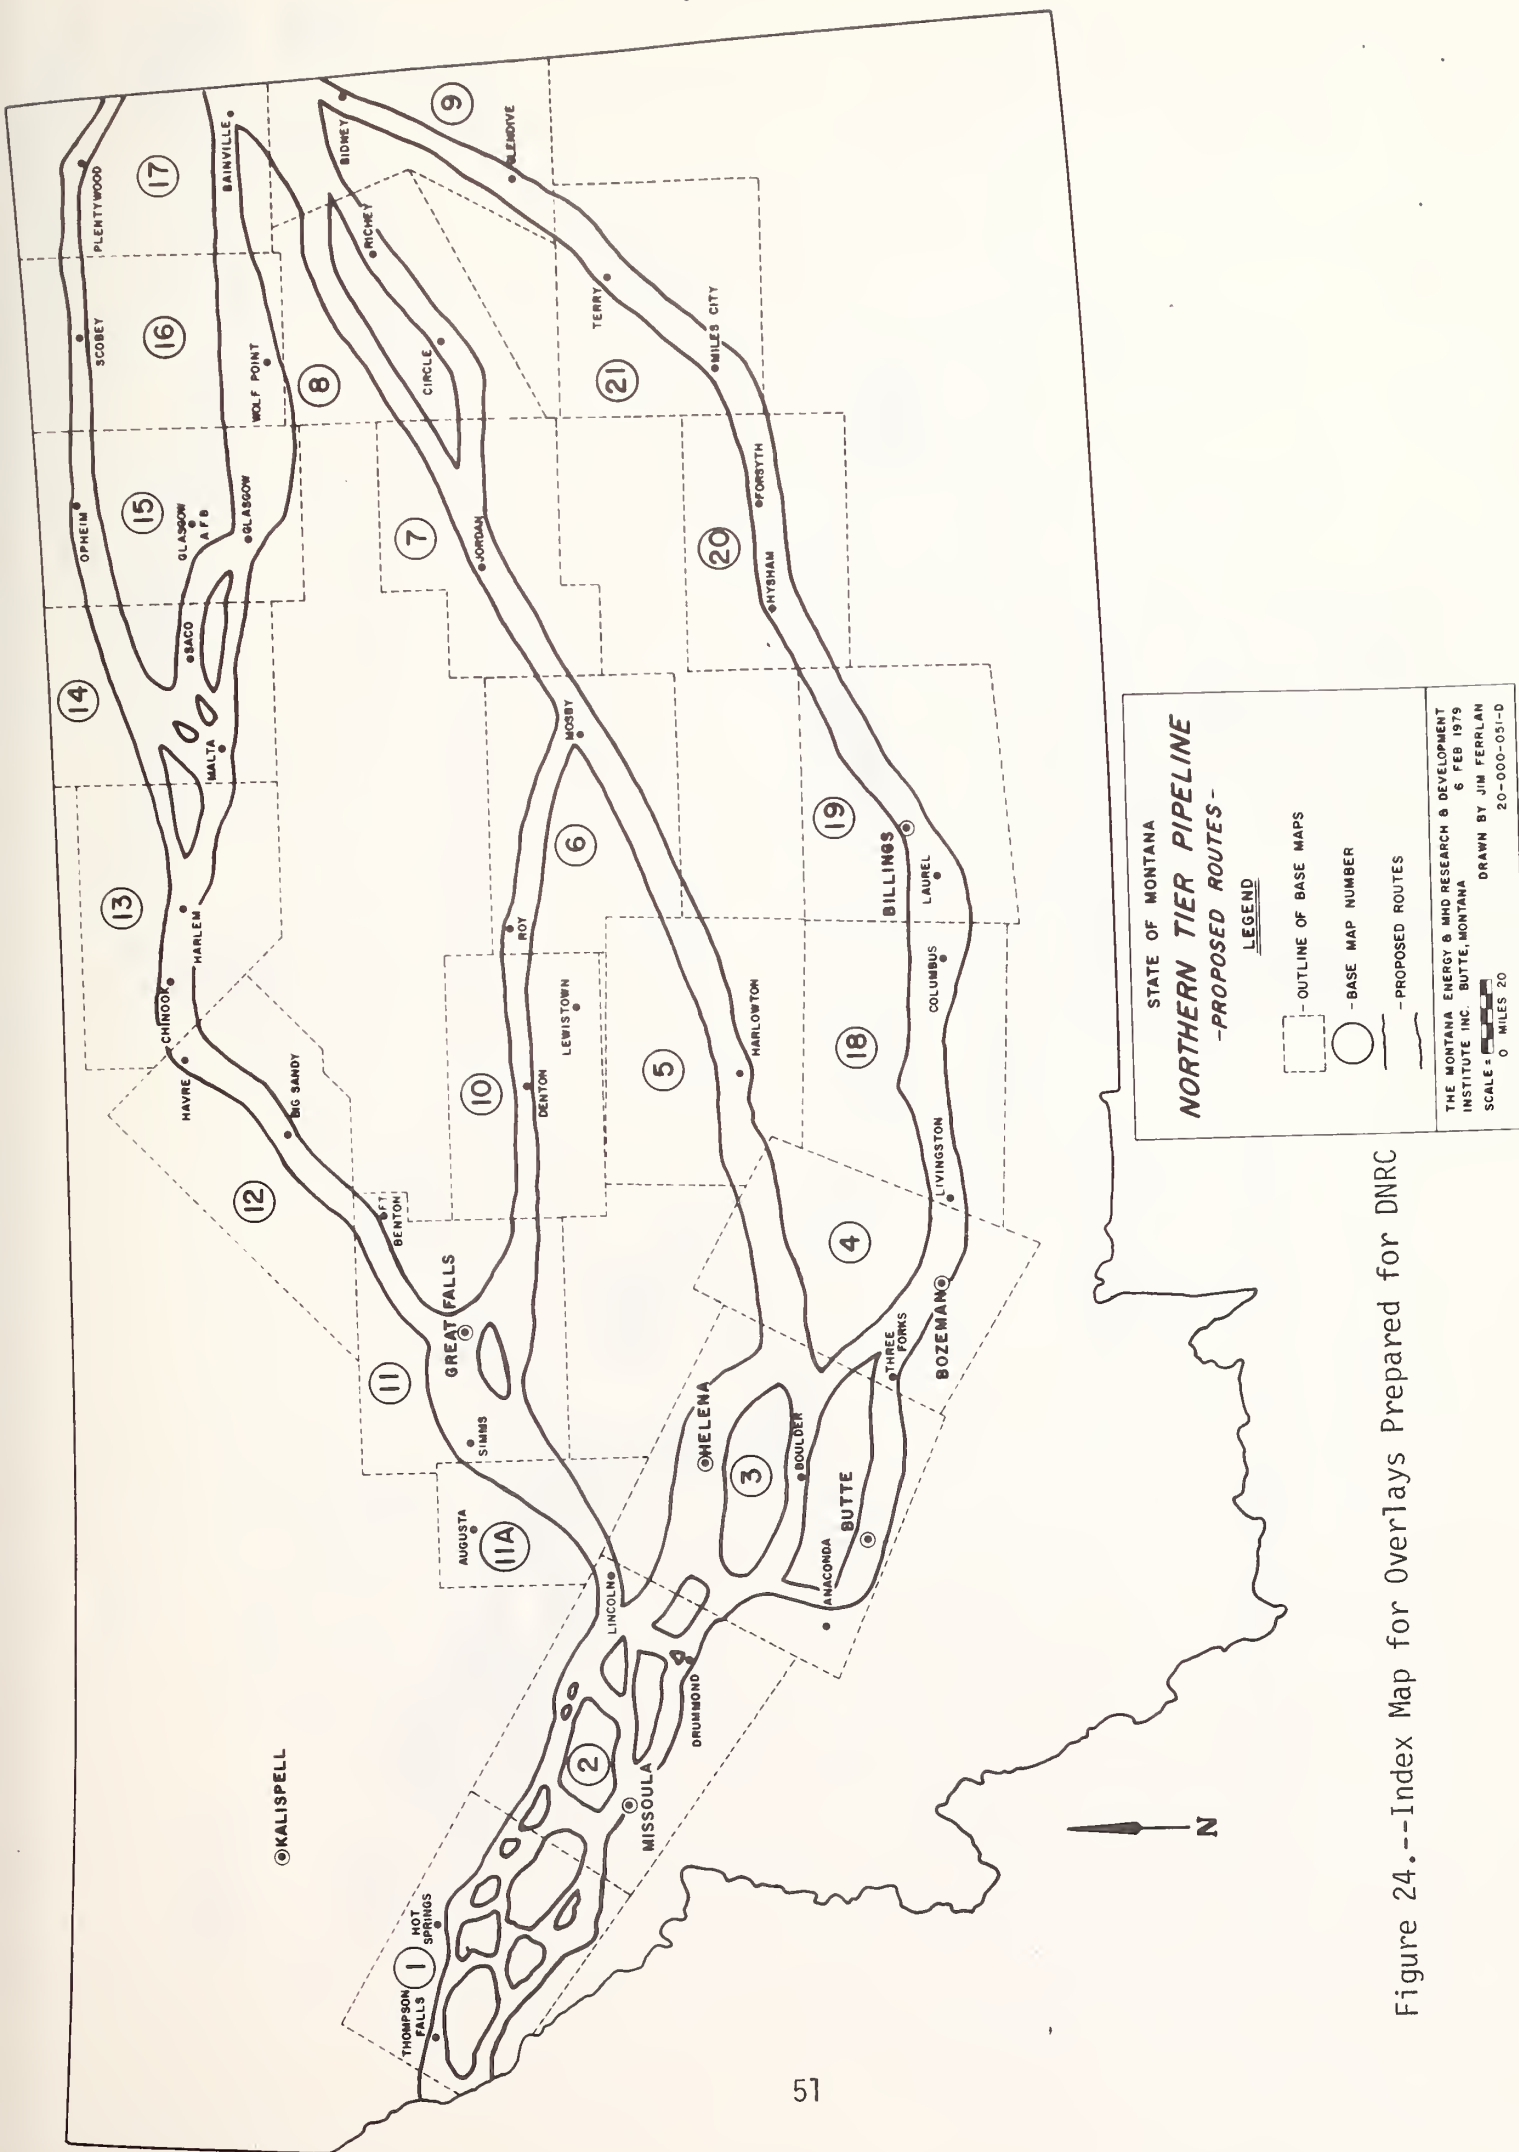 KALISPELL
THOMPSON
FALLS
1
HOT
SPRINGS
2
MISSOULA
DRUMMOND
LINCOLN
AUGUSTA
11A
SIMMS
11
GREAT FALLS
FT.
BENTON
12
BIG SANDY
HAVRE
CHINOOK
HARLEM
13
MALTA
14
SACO
GLASGOW
AFB
GLASGOW
15
OPHEIM
WOLF POINT
16
SCOBEY
PLENTYWOOD
17
BAINVILLE
SIDNEY
9
GLENDIVE
RICHEY
8
CIRCLE
7
JORDAN
MOSBY
6
ROY
10
DENTON
LEWISTOWN
5
HARLOWTON
HELENA
3
BOULDER
BUTTE
ANACONDA
THREE
FORKS
BOZEMAN
4
LIVINGSTON
18
COLUMBUS
BILLINGS
LAUREL
19
HYSHAM
20
FORSYTH
MILES CITY
21
TERRY
N
STATE OF MONTANA
NORTHERN TIER PIPELINE
-PROPOSED ROUTES-
LEGEND
-OUTLINE OF BASE MAPS
-BASE MAP NUMBER
-PROPOSED ROUTES
THE MONTANA ENERGY & MHD RESEARCH & DEVELOPMENT
INSTITUTE INC. BUTTE, MONTANA 6 FEB 1979
SCALE = DRAWN BY JIM FERRLAN
0 MILES 20 20-000-051-D
Figure 24.--Index Map for Overlays Prepared for DNRC
51